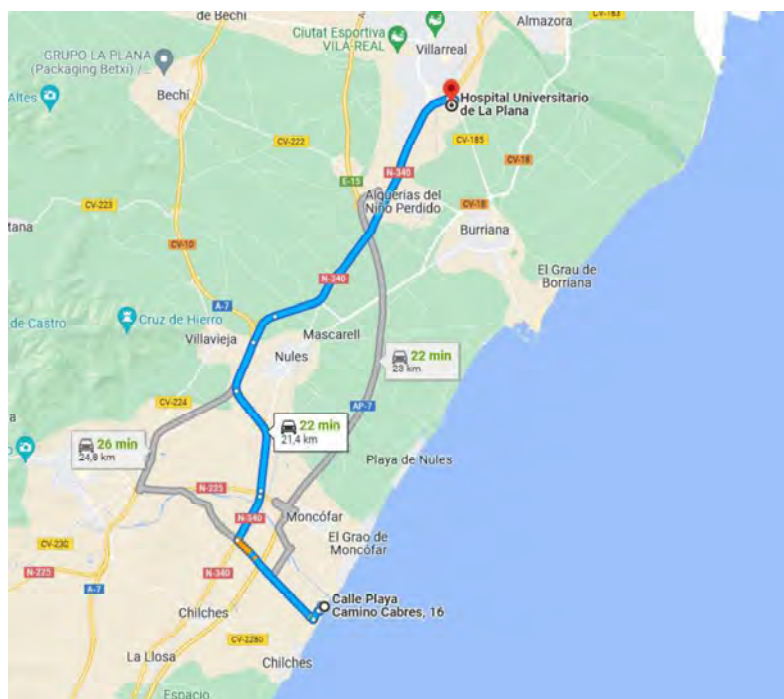 de Bechí
CV-183
Ciutat Esportiva
VILA-REAL
Almazora
Villarreal
GRUPO LA PLANA
(Packaging Betxí) /...
Altes
Bechí
Hospital Universitario
de La Plana
CV-222
CV-185
N-340
CV-18
E-15
Alquerías del
Niño Perdido
CV-223
CV-18
tana
Burriana
CV-10
El Grau de
Borriana
N-340
A-7
de Castro
Cruz de Hierro
Mascarell
Villavieja
Nules
22 min
23 km
CV-224
AP-7
22 min
21,4 km
26 min
24,8 km
Playa de Nules
a
N-225
Moncófar
N-340
El Grao de
Moncófar
CV-230
N-225
N-340
A-7
Calle Playa
Camino Cabres, 16
Chilches
CV-2280
La Llosa
Chilches
Espacio